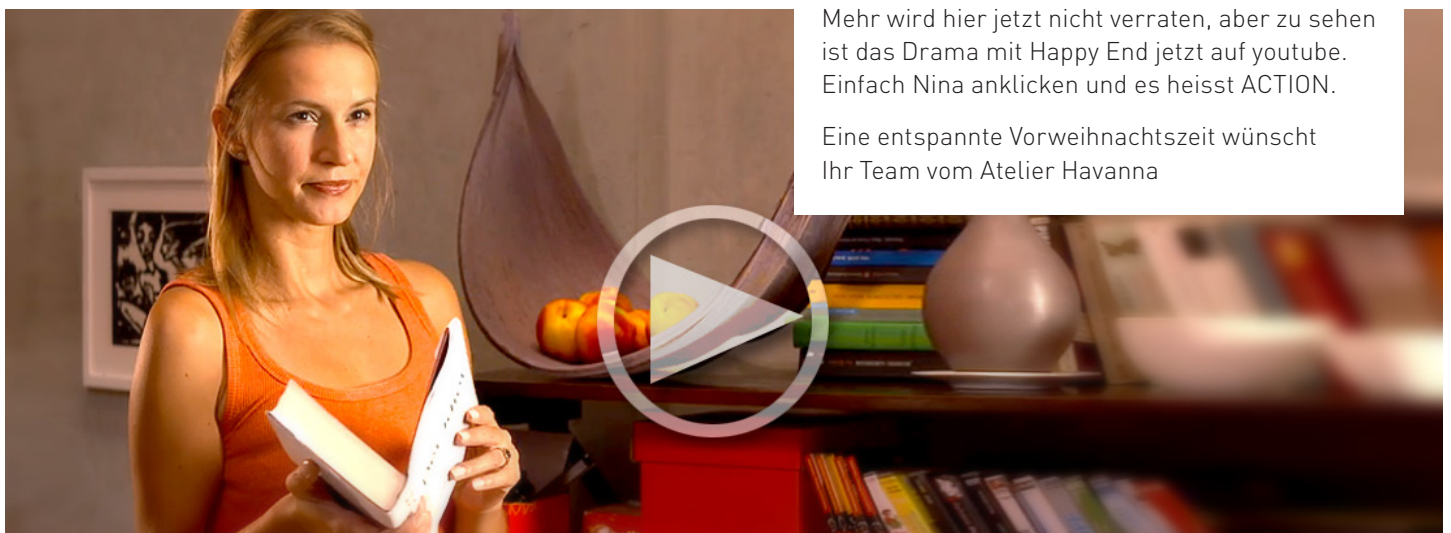 Mehr wird hier jetzt nicht verraten, aber zu sehen
ist das Drama mit Happy End jetzt auf youtube.
Einfach Nina anklicken und es heisst ACTION.
Eine entspannte Vorweihnachtszeit wünscht
Ihr Team vom Atelier Havanna